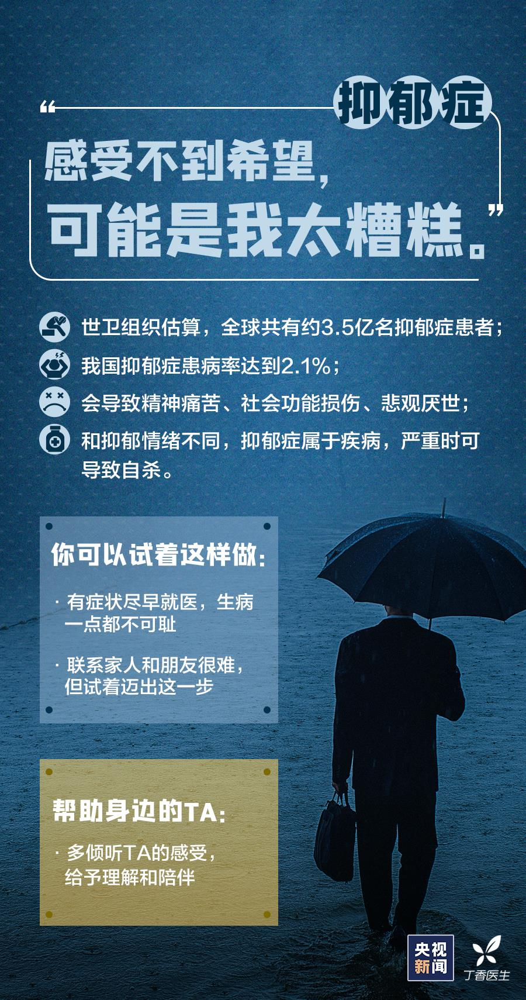 抑郁症
“感受不到希望，
可能是我太糟糕。”
世卫组织估算，全球共有约3.5亿名抑郁症患者；
我国抑郁症患病率达到2.1%；
会导致精神痛苦、社会功能损伤、悲观厌世；
和抑郁情绪不同，抑郁症属于疾病，严重时可
导致自杀。
你可以试着这样做：
· 有症状尽早就医，生病
一点都不可耻
· 联系家人和朋友很难，
但试着迈出这一步
帮助身边的TA：
· 多倾听TA的感受，
给予理解和陪伴
央视
新闻
丁香医生